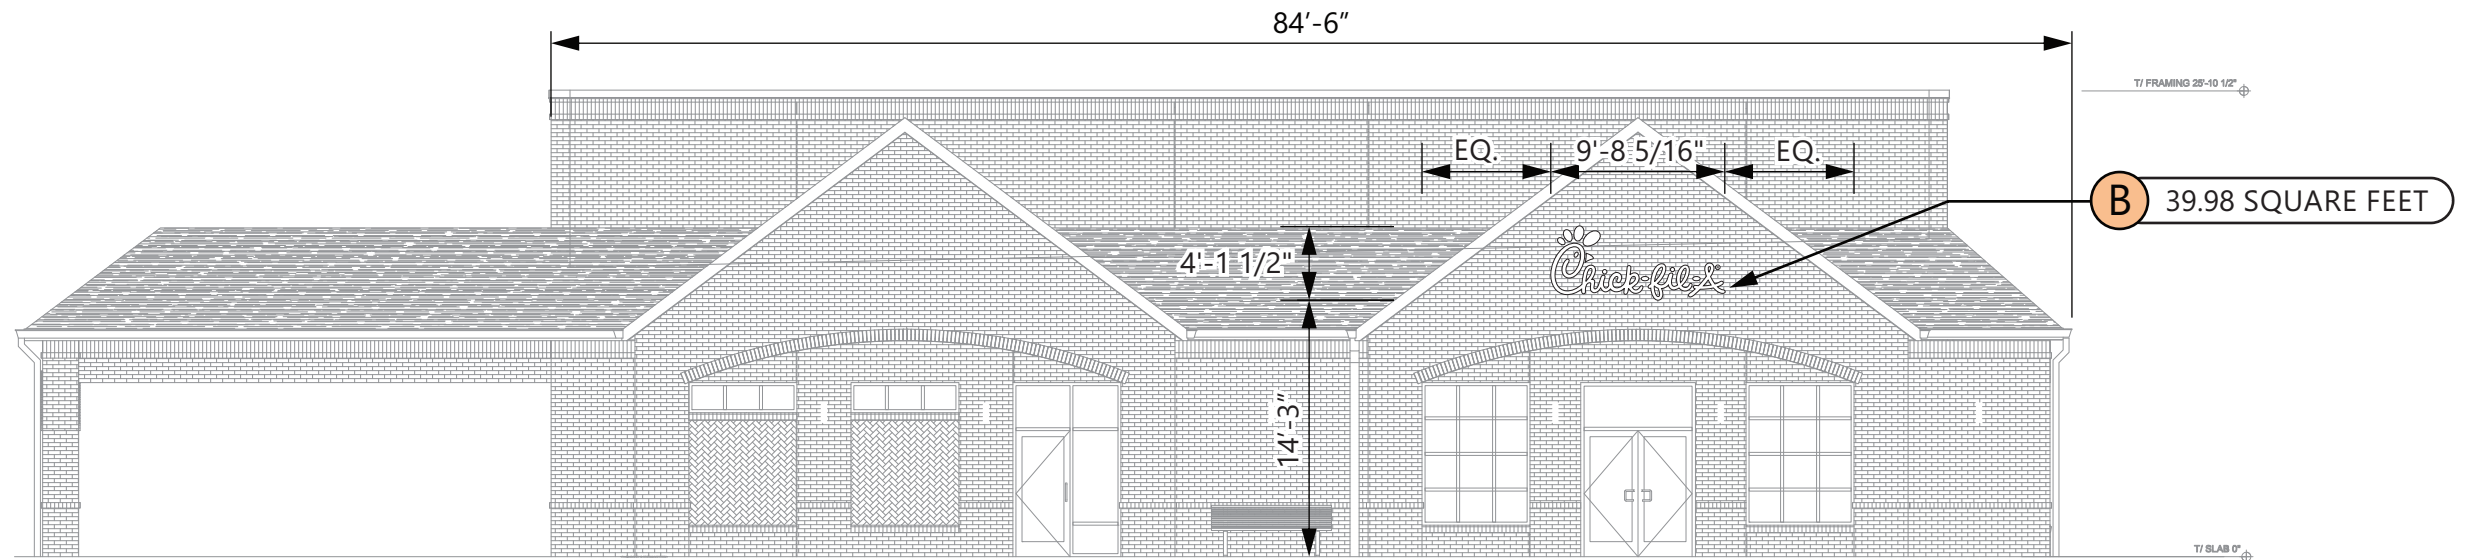 84’-6”
T/ FRAMING 25'-10 1/2"
EQ. 9'-8 5/16" EQ.
B 39.98 SQUARE FEET
Chick-fil-A
4'-1 1/2"
14’-3”
T/ SLAB 0"